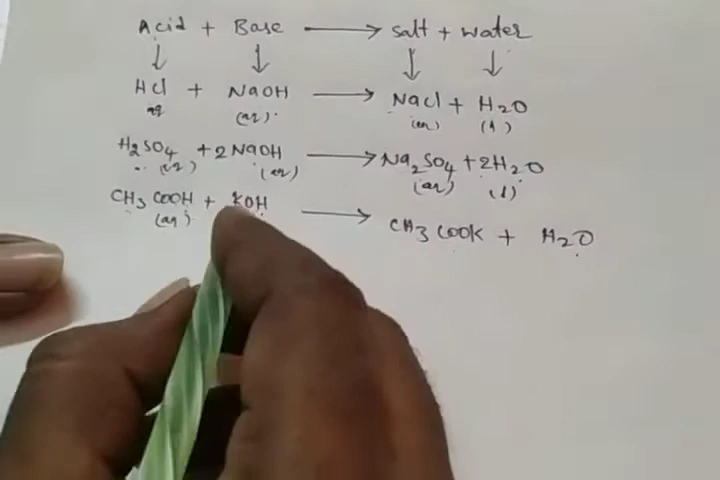 Acid + Base → Salt + water
↓ ↓ ↓ ↓
HCl + NaOH → NaCl + H₂O
aq (aq) (aq) (l)
H₂SO₄ + 2NaOH → Na₂SO₄ + 2H₂O
(aq) (aq) (aq) (l)
CH₃COOH + KOH → CH₃COOK + H₂O
(aq)